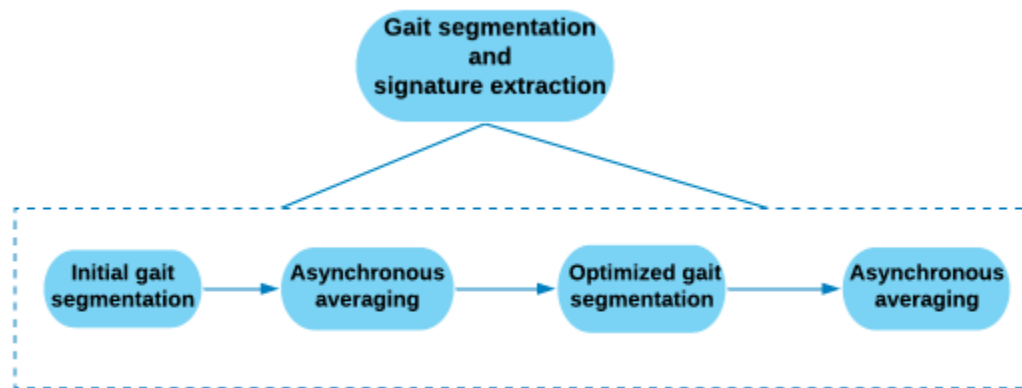 Gait segmentation
and
signature extraction
Initial gait
segmentation
Asynchronous
averaging
Optimized gait
segmentation
Asynchronous
averaging